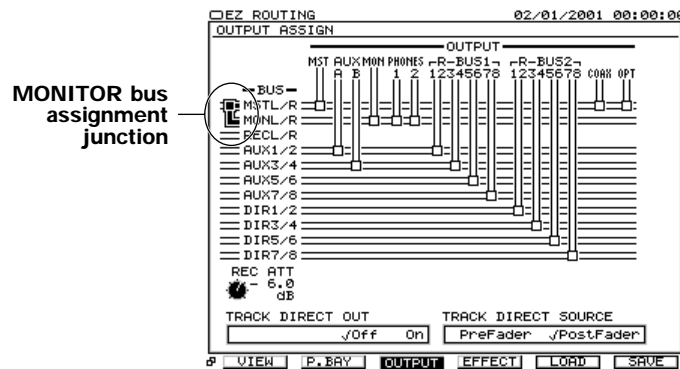 EZ ROUTING 02/01/2001 00:00:00
OUTPUT ASSIGN
OUTPUT
MST AUX MON PHONES R-BUS1 R-BUS2
A B 1 2 12345678 12345678 COAX OPT
MONITOR bus
assignment
junction
BUS
MSTL/R
MONL/R
RECL/R
AUX1/2
AUX3/4
AUX5/6
AUX7/8
DIR1/2
DIR3/4
DIR5/6
DIR7/8
REC ATT
- 6.0
dB
TRACK DIRECT OUT TRACK DIRECT SOURCE
√Off On PreFader √PostFader
VIEW P.BAY OUTPUT EFFECT LOAD SAVE